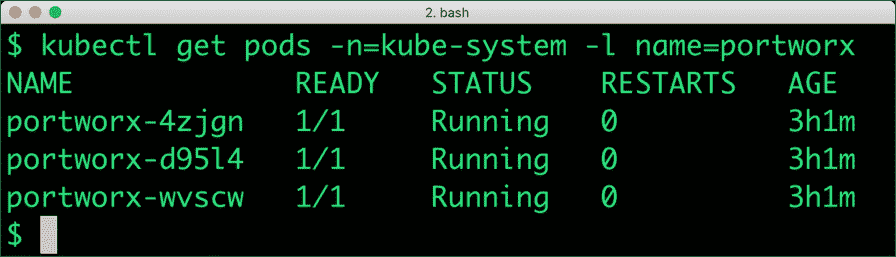 2. bash
$ kubectl get pods -n=kube-system -l name=portworx
NAME READY STATUS RESTARTS AGE
portworx-4zjgn 1/1 Running 0 3h1m
portworx-d95l4 1/1 Running 0 3h1m
portworx-wvscw 1/1 Running 0 3h1m
$